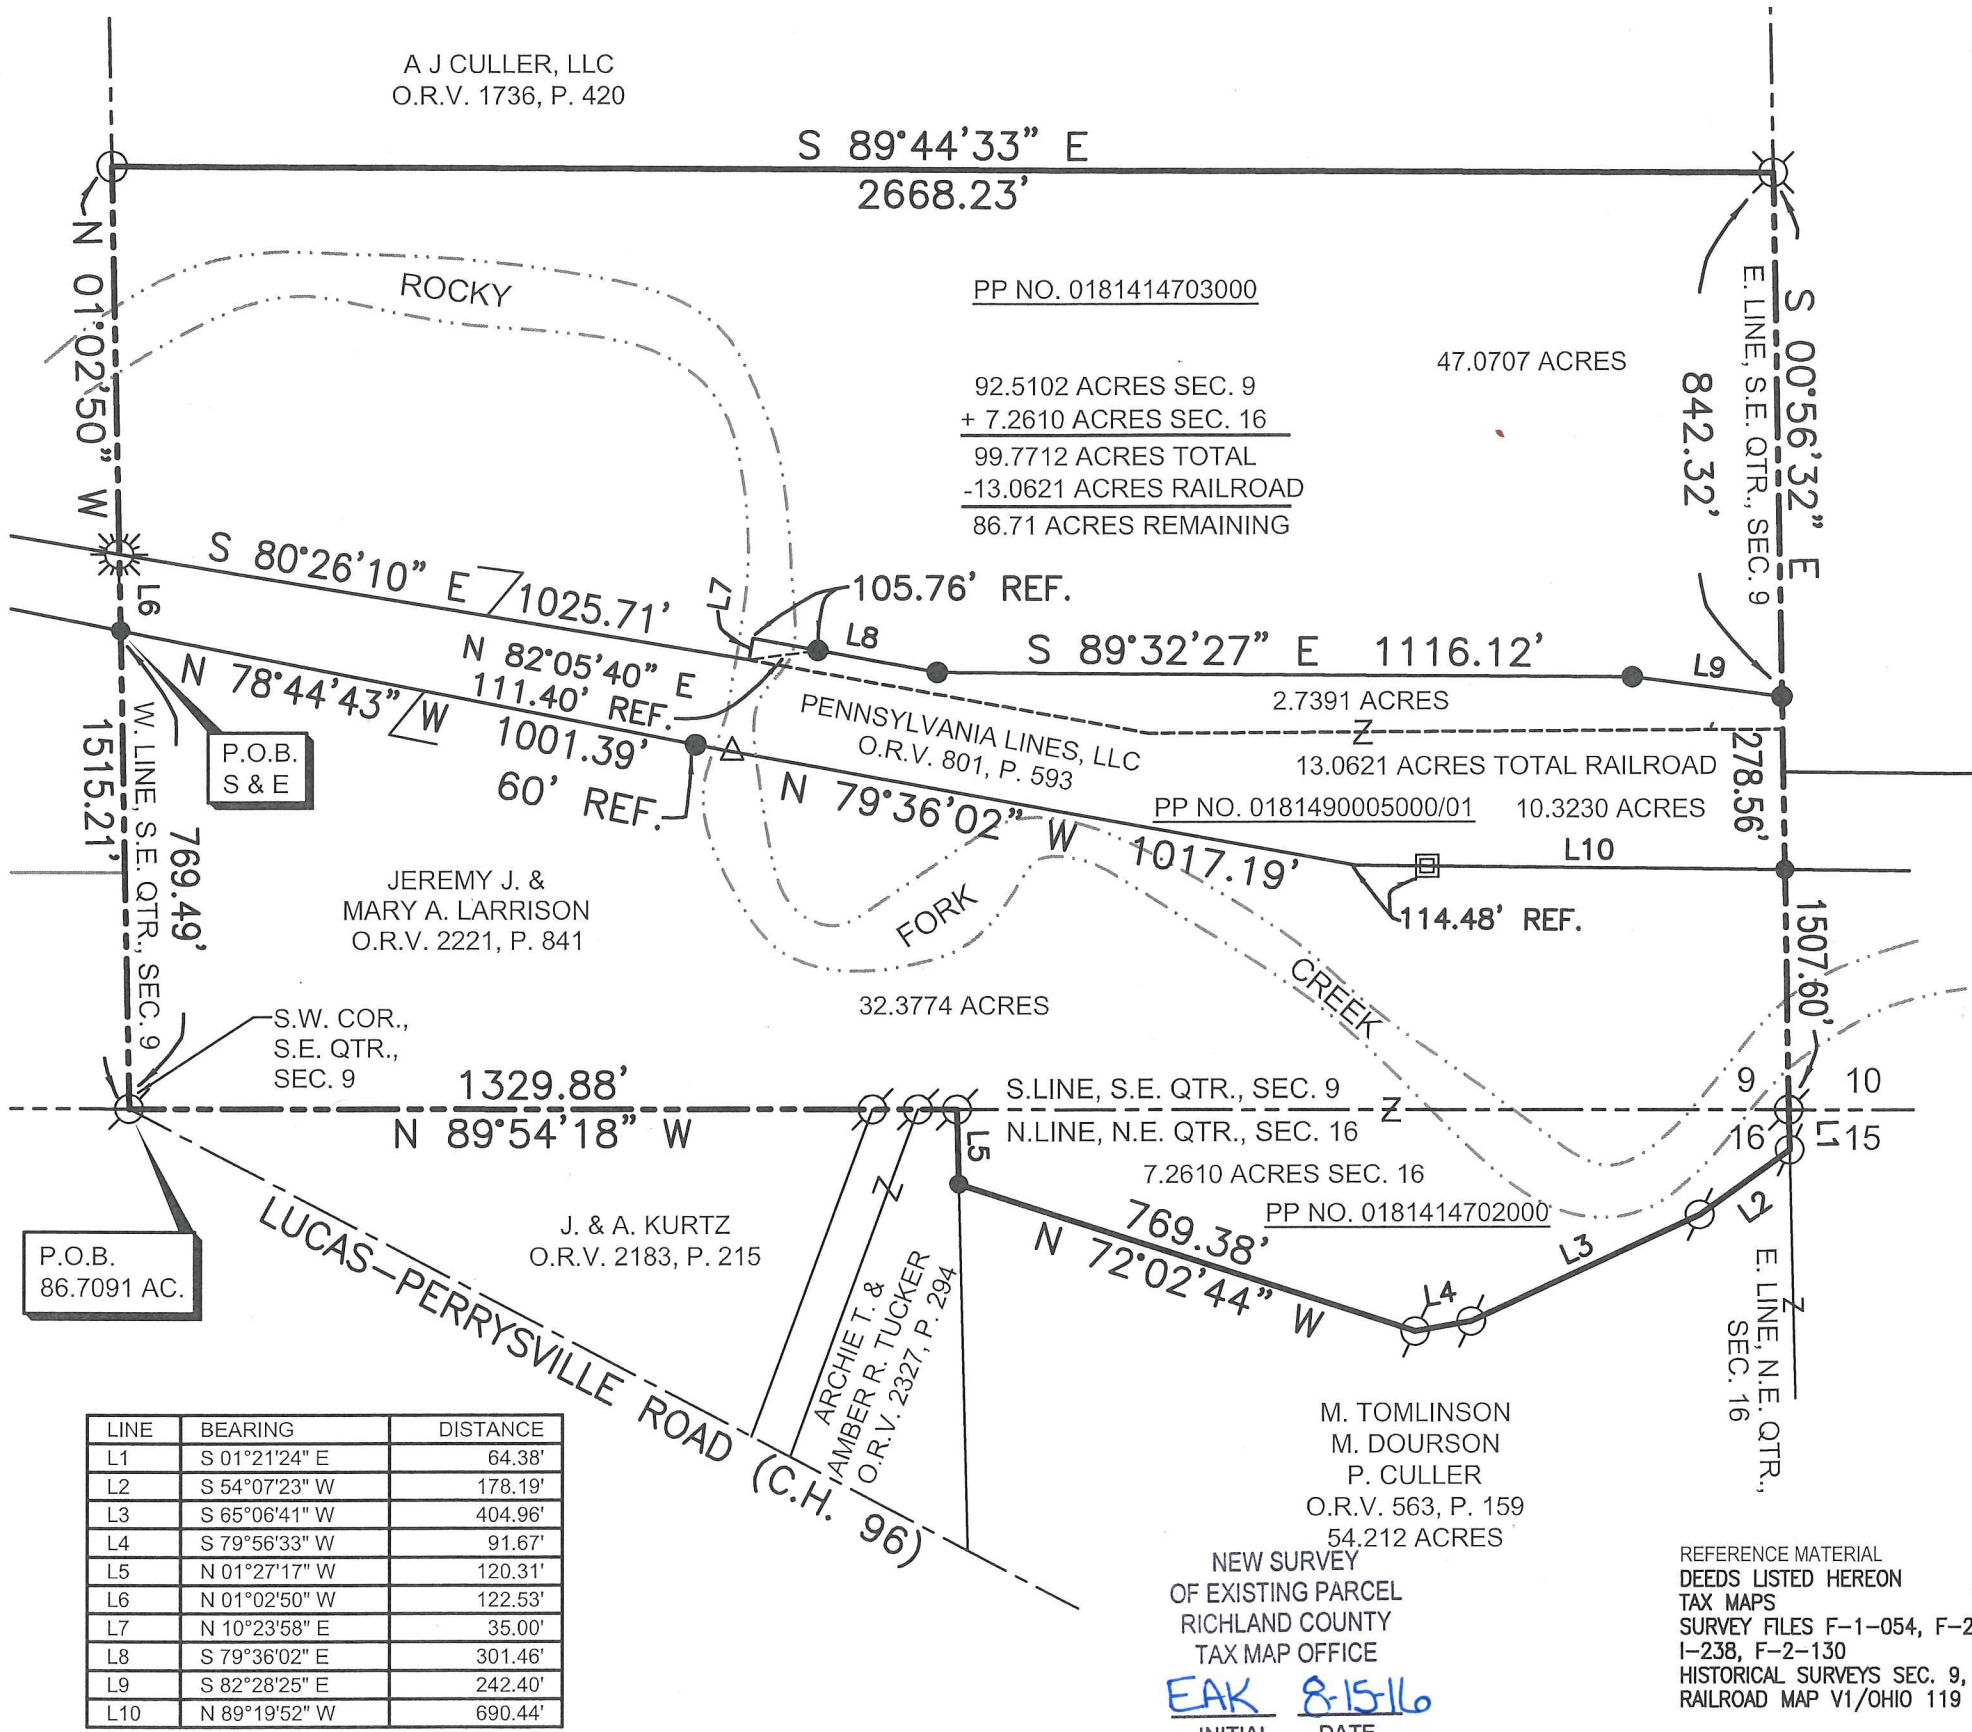 A J CULLER, LLC
O.R.V. 1736, P. 420
S 89°44'33" E
2668.23'
N 01°02'50" W
ROCKY
PP NO. 0181414703000
92.5102 ACRES SEC. 9
+ 7.2610 ACRES SEC. 16
99.7712 ACRES TOTAL
-13.0621 ACRES RAILROAD
86.71 ACRES REMAINING
47.0707 ACRES
842.32'
E. LINE, S.E. QTR., SEC. 9
S 00°56'32" E
S 80°26'10" E 1025.71'
L6
L7
105.76' REF.
L8
S 89°32'27" E 1116.12'
L9
N 82°05'40" E
111.40' REF.
N 78°44'43" W 1001.39'
60' REF.
P.O.B.
S & E
PENNSYLVANIA LINES, LLC
O.R.V. 801, P. 593
2.7391 ACRES
Z
13.0621 ACRES TOTAL RAILROAD
PP NO. 0181490005000/01 10.3230 ACRES
278.56'
N 79°36'02" W 1017.19'
L10
114.48' REF.
1515.21'
W. LINE, S.E. QTR., SEC. 9
769.49'
JEREMY J. &
MARY A. LARRISON
O.R.V. 2221, P. 841
FORK
CREEK
1507.60'
32.3774 ACRES
S.W. COR.,
S.E. QTR.,
SEC. 9
1329.88'
N 89°54'18" W
S.LINE, S.E. QTR., SEC. 9
Z
N.LINE, N.E. QTR., SEC. 16
9 10
16 15
L1
L5
7.2610 ACRES SEC. 16
PP NO. 0181414702000
769.38'
N 72°02'44" W
L2
L3
L4
Z
E. LINE, N.E. QTR.,
SEC. 16
P.O.B.
86.7091 AC.
LUCAS-PERRYSVILLE ROAD (C.H. 96)
J. & A. KURTZ
O.R.V. 2183, P. 215
Z
ARCHIE T. &
AMBER R. TUCKER
O.R.V. 2327, P. 294
M. TOMLINSON
M. DOURSON
P. CULLER
O.R.V. 563, P. 159
54.212 ACRES
LINE BEARING DISTANCE
L1 S 01°21'24" E 64.38'
L2 S 54°07'23" W 178.19'
L3 S 65°06'41" W 404.96'
L4 S 79°56'33" W 91.67'
L5 N 01°27'17" W 120.31'
L6 N 01°02'50" W 122.53'
L7 N 10°23'58" E 35.00'
L8 S 79°36'02" E 301.46'
L9 S 82°28'25" E 242.40'
L10 N 89°19'52" W 690.44'
NEW SURVEY
OF EXISTING PARCEL
RICHLAND COUNTY
TAX MAP OFFICE
EAK 8-15-16
INITIAL DATE
REFERENCE MATERIAL
DEEDS LISTED HEREON
TAX MAPS
SURVEY FILES F-1-054, F-2
I-238, F-2-130
HISTORICAL SURVEYS SEC. 9,
RAILROAD MAP V1/OHIO 119